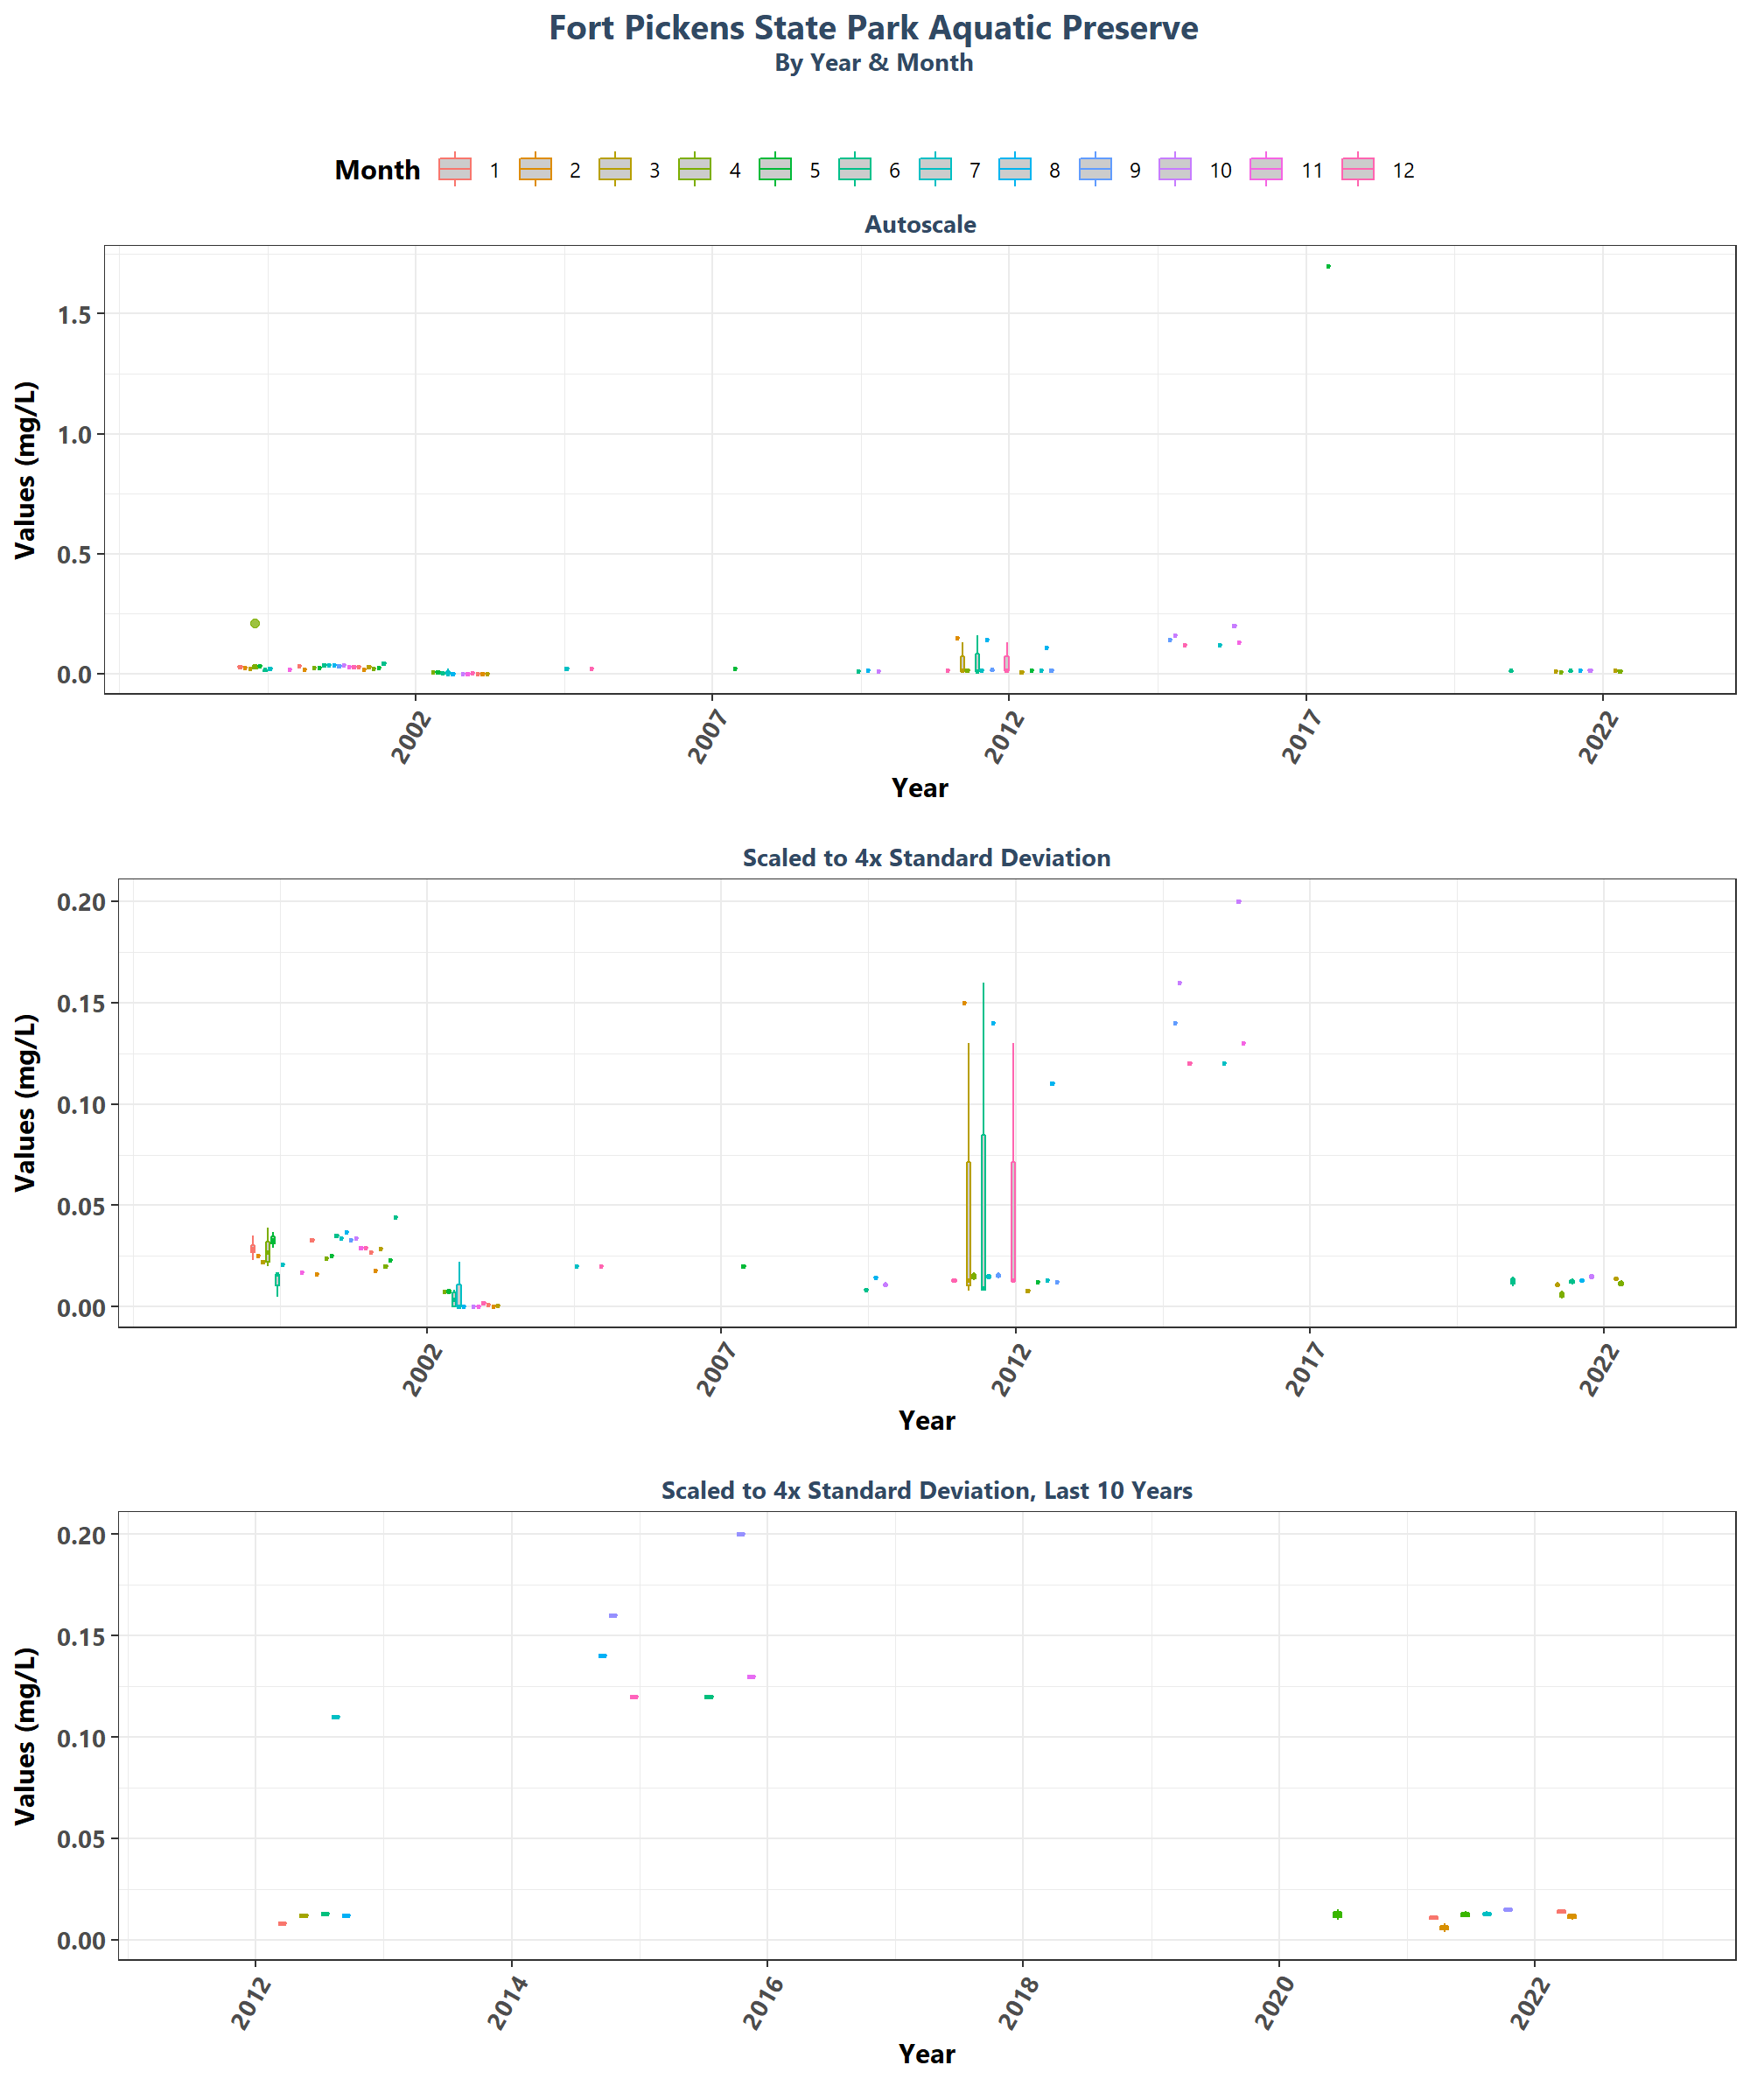 Fort Pickens State Park Aquatic Preserve
By Year & Month
Month 1 2 3 4 5 6 7 8 9 10 11 12
Autoscale
Values (mg/L)
1.5
1.0
0.5
0.0
2002 2007 2012 2017 2022
Year
Scaled to 4x Standard Deviation
Values (mg/L)
0.20
0.15
0.10
0.05
0.00
2002 2007 2012 2017 2022
Year
Scaled to 4x Standard Deviation, Last 10 Years
Values (mg/L)
0.20
0.15
0.10
0.05
0.00
2012 2014 2016 2018 2020 2022
Year